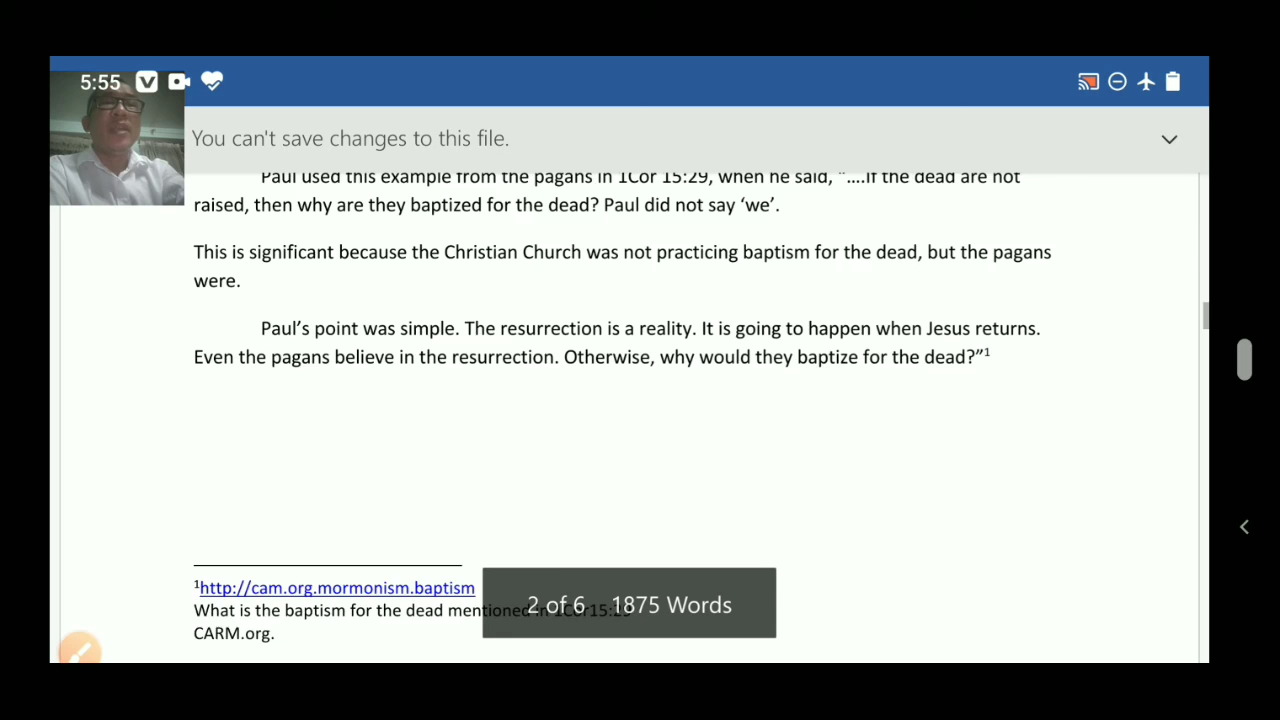 5:55
You can't save changes to this file.
Paul used this example from the pagans in 1Cor 15:29, when he said, "....If the dead are not
raised, then why are they baptized for the dead? Paul did not say ‘we’.
This is significant because the Christian Church was not practicing baptism for the dead, but the pagans
were.
Paul’s point was simple. The resurrection is a reality. It is going to happen when Jesus returns.
Even the pagans believe in the resurrection. Otherwise, why would they baptize for the dead?”1
1http://cam.org.mormonism.baptism
What is the baptism for the dead mentioned in 1Cor15:29
CARM.org.
2 of 6 1875 Words